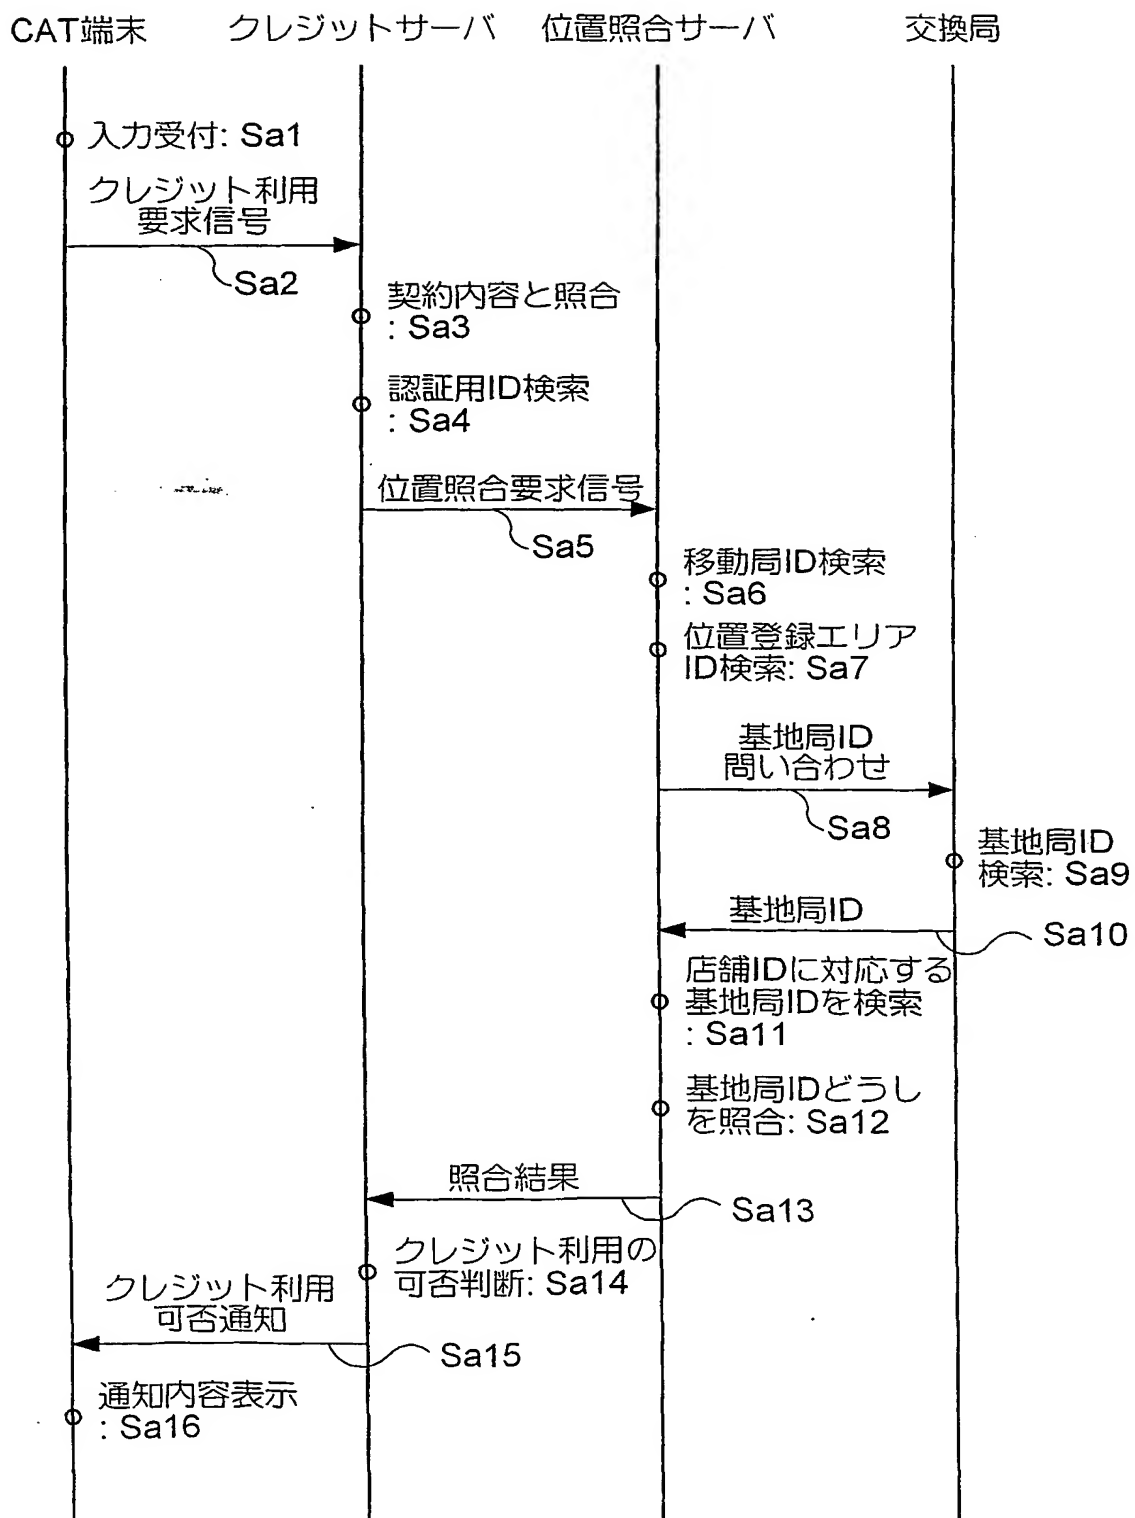 CAT端末 クレジットサーバ 位置照合サーバ 交換局
入力受付: Sa1
クレジット利用
要求信号
Sa2
契約内容と照合
: Sa3
認証用ID検索
: Sa4
位置照合要求信号
Sa5
移動局ID検索
: Sa6
位置登録エリア
ID検索: Sa7
基地局ID
問い合わせ
Sa8
基地局ID
検索: Sa9
基地局ID
Sa10
店舗IDに対応する
基地局IDを検索
: Sa11
基地局IDどうし
を照合: Sa12
照合結果
Sa13
クレジット利用の
可否判断: Sa14
クレジット利用
可否通知
Sa15
通知内容表示
: Sa16